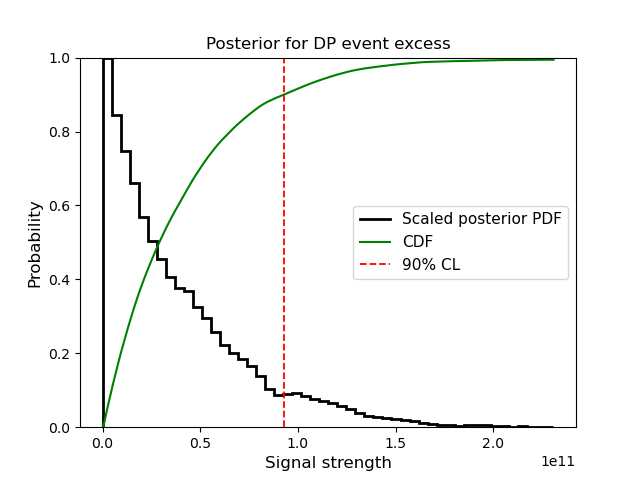 Posterior for DP event excess
Probability
1.0
0.8
0.6
0.4
0.2
0.0
Scaled posterior PDF
CDF
90% CL
0.0
0.5
1.0
1.5
2.0
1e11
Signal strength